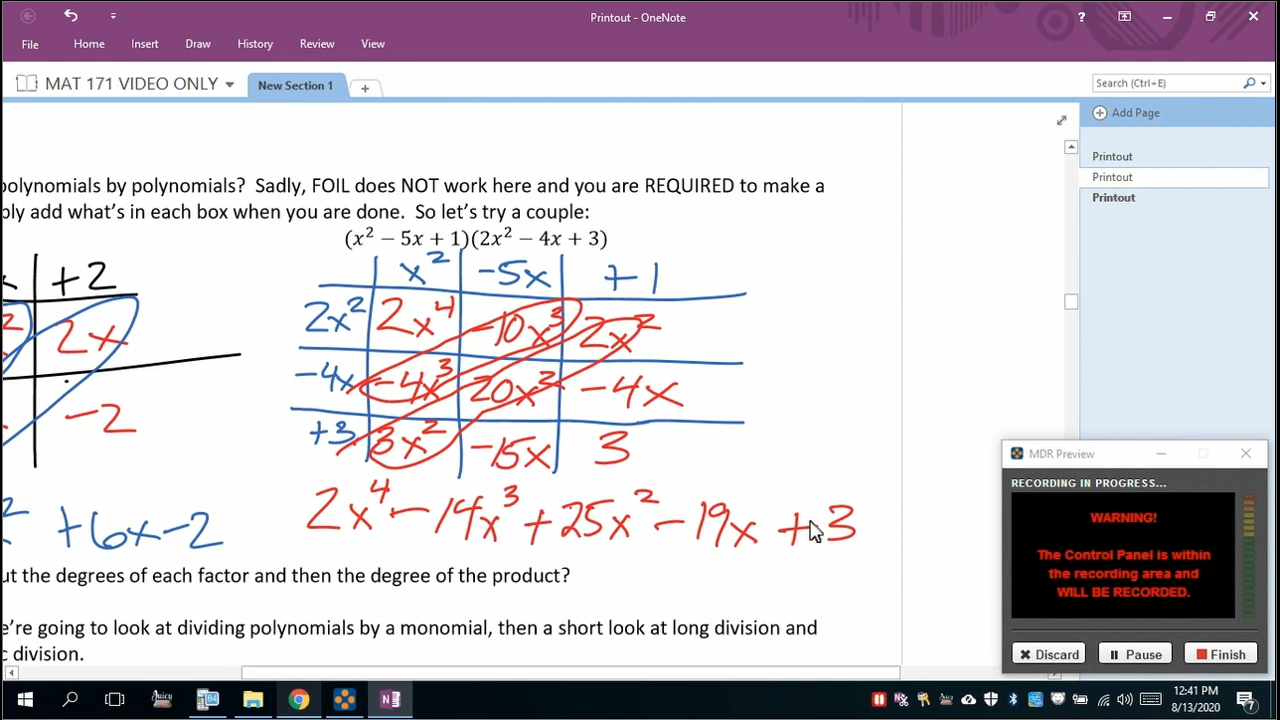 Printout - OneNote
?
File Home Insert Draw History Review View
MAT 171 VIDEO ONLY
New Section 1
+
Search (Ctrl+E)
Add Page
Printout
Printout
Printout
polynomials by polynomials? Sadly, FOIL does NOT work here and you are REQUIRED to make a
ply add what's in each box when you are done. So let's try a couple:
(x² − 5x + 1)(2x² − 4x + 3)
+2
x² -5x +1
2x
2x² 2x⁴ -10x³ 2x²
-4x -4x³ 20x² -4x
-2
+3 3x² -15x 3
2x⁴ - 14x³ + 25x² - 19x + 3
+6x-2
ut the degrees of each factor and then the degree of the product?
e're going to look at dividing polynomials by a monomial, then a short look at long division and
c division.
MDR Preview
RECORDING IN PROGRESS...
WARNING!
The Control Panel is within
the recording area and
WILL BE RECORDED.
Discard Pause Finish
12:41 PM
8/13/2020
7